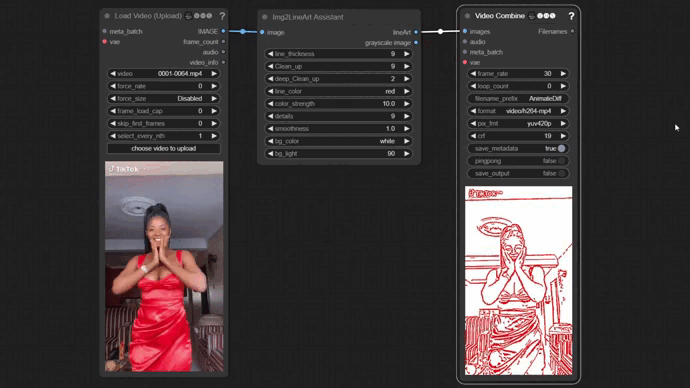 Load Video (Upload)
?
meta_batch IMAGE
vae frame_count
audio
video_info
video 0001-0064.mp4
force_rate 0
force_size Disabled
frame_load_cap 0
skip_first_frames 0
select_every_nth 1
choose video to upload
TikTok
Img2LineArt Assistant
image lineArt
grayscale image
line_thickness 9
Clean_up 9
deep_Clean_up 2
line_color red
color_strength 10.0
details 9
smoothness 1.0
bg_color white
bg_light 90
Video Combine
?
images Filenames
audio
meta_batch
vae
frame_rate 30
loop_count 0
filename_prefix AnimateDiff
format video/h264-mp4
pix_fmt yuv420p
crf 19
save_metadata true
pingpong false
save_output false
TikTok